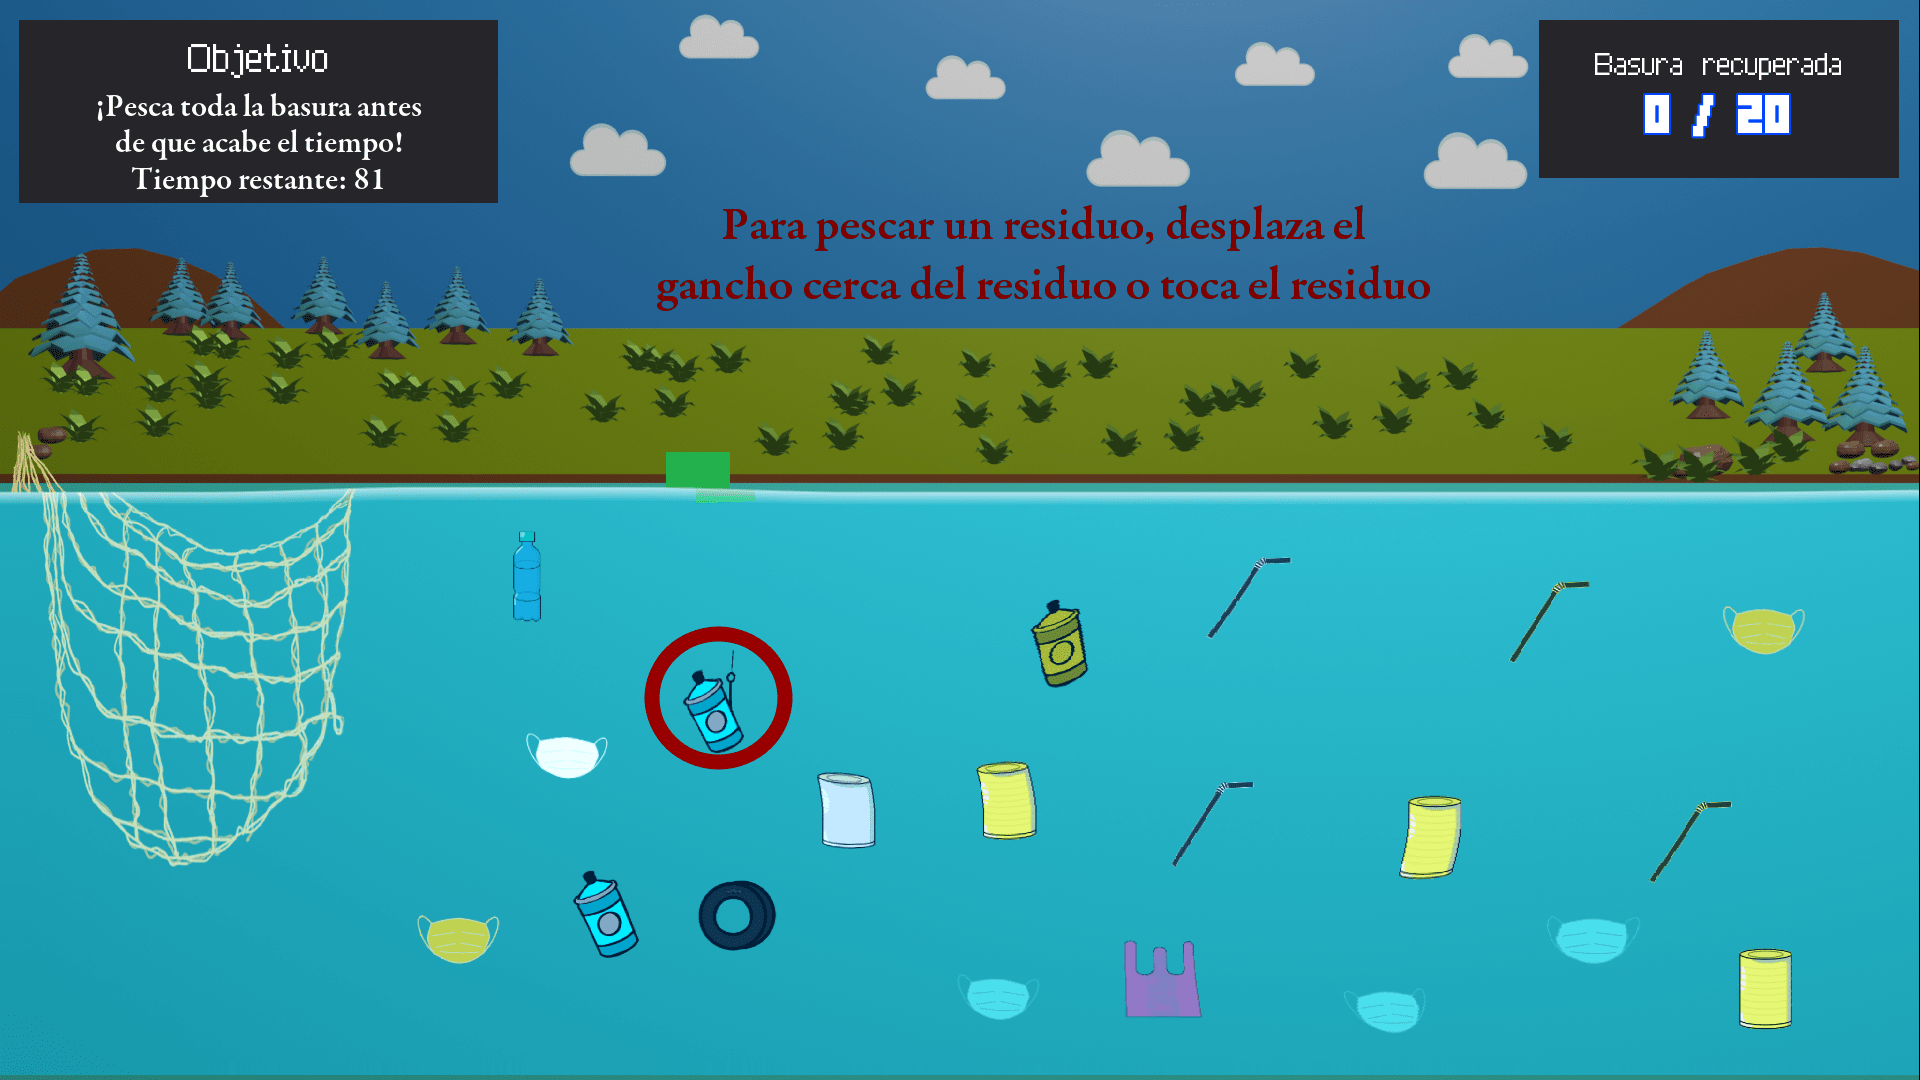 Objetivo
¡Pesca toda la basura antes
de que acabe el tiempo!
Tiempo restante: 81
Basura recuperada
0 / 20
Para pescar un residuo, desplaza el
gancho cerca del residuo o toca el residuo